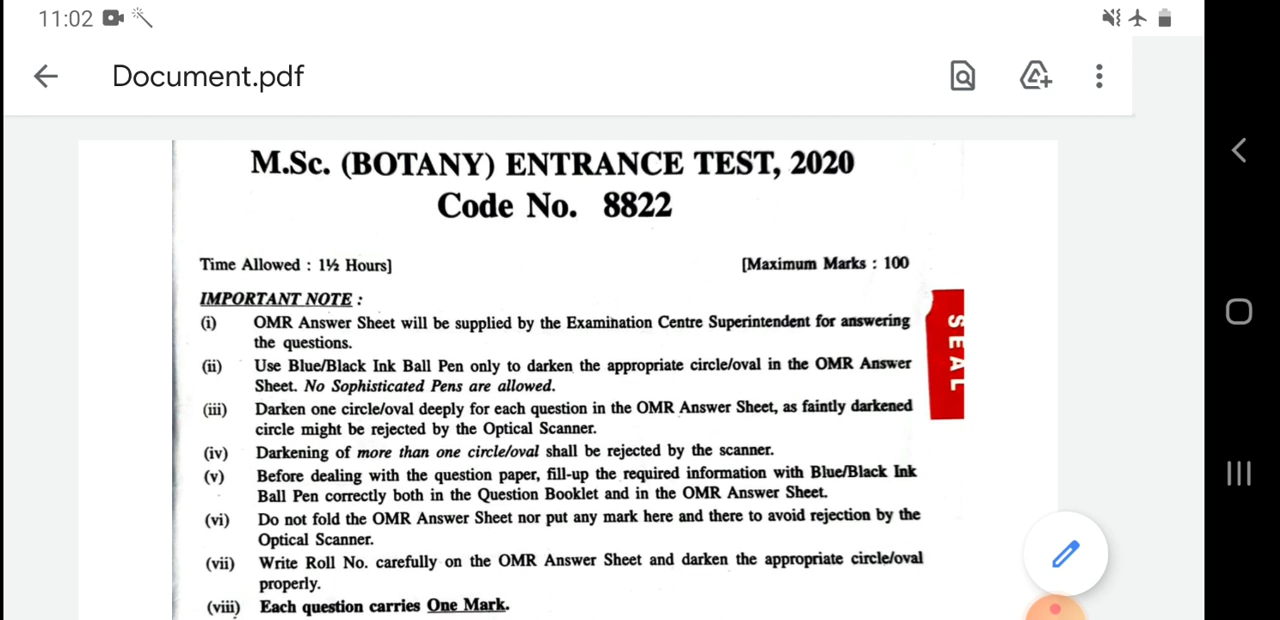 11:02
Document.pdf
M.Sc. (BOTANY) ENTRANCE TEST, 2020
Code No. 8822
Time Allowed : 1½ Hours] [Maximum Marks : 100
IMPORTANT NOTE :
(i) OMR Answer Sheet will be supplied by the Examination Centre Superintendent for answering
the questions.
(ii) Use Blue/Black Ink Ball Pen only to darken the appropriate circle/oval in the OMR Answer
Sheet. No Sophisticated Pens are allowed.
(iii) Darken one circle/oval deeply for each question in the OMR Answer Sheet, as faintly darkened
circle might be rejected by the Optical Scanner.
(iv) Darkening of more than one circle/oval shall be rejected by the scanner.
(v) Before dealing with the question paper, fill-up the required information with Blue/Black Ink
Ball Pen correctly both in the Question Booklet and in the OMR Answer Sheet.
(vi) Do not fold the OMR Answer Sheet nor put any mark here and there to avoid rejection by the
Optical Scanner.
(vii) Write Roll No. carefully on the OMR Answer Sheet and darken the appropriate circle/oval
properly.
(viii) Each question carries One Mark.
SEAL